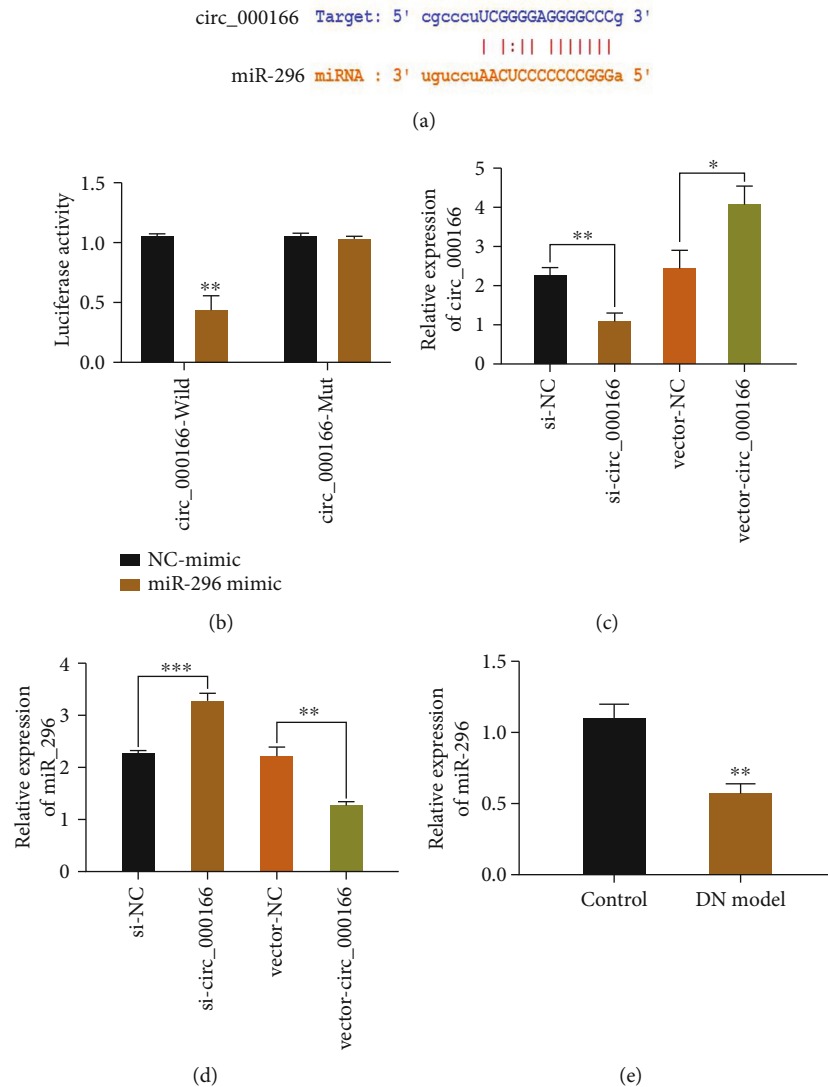 circ_000166 Target: 5' cgcccuUCGGGGAGGGGCCCg 3'
| |:|| |||||||
miR-296 miRNA : 3' uguccuAACUCCCCCCCGGGa 5'
(a)
Luciferase activity
1.5
1.0
0.5
0.0
**
circ_000166-Wild
circ_000166-Mut
NC-mimic
miR-296 mimic
(b)
Relative expression
of circ_000166
5
4
3
2
1
0
**
*
si-NC
si-circ_000166
vector-NC
vector-circ_000166
(c)
Relative expression
of miR_296
4
3
2
1
0
***
**
si-NC
si-circ_000166
vector-NC
vector-circ_000166
(d)
Relative expression
of miR-296
1.5
1.0
0.5
0.0
**
Control
DN model
(e)